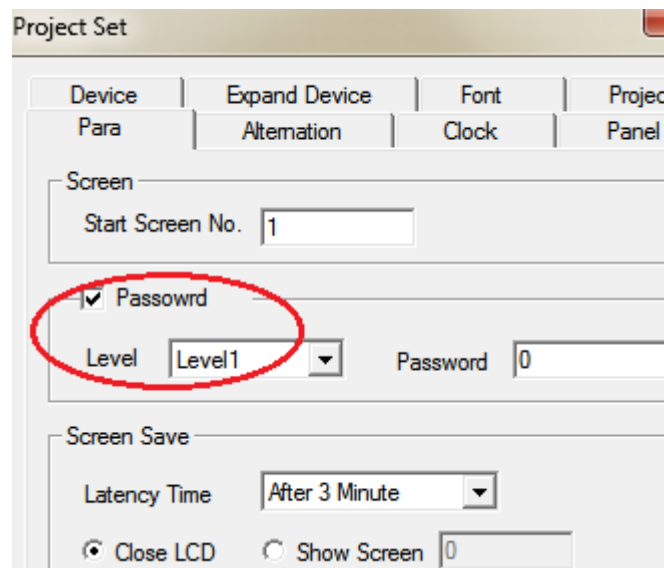 Project Set
Device Expand Device Font Projec
Para Alternation Clock Panel
Screen
Start Screen No. 1
Passowrd
Level Level1 Password 0
Screen Save
Latency Time After 3 Minute
Close LCD Show Screen 0